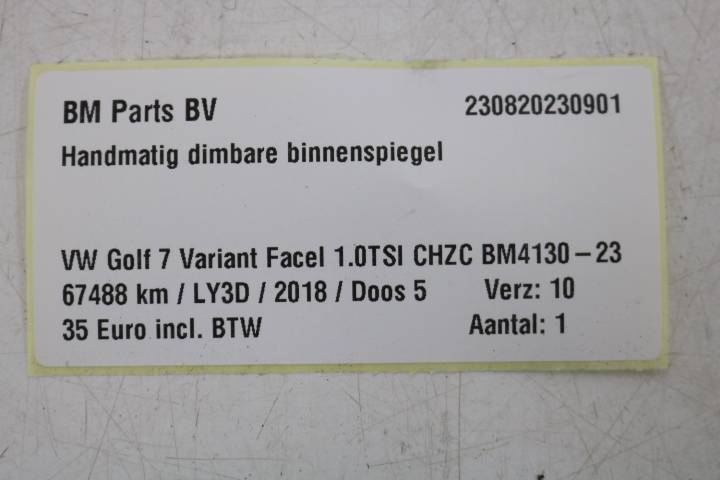 BM Parts BV 230820230901
Handmatig dimbare binnenspiegel
VW Golf 7 Variant Facel 1.0TSI CHZC BM4130-23
67488 km / LY3D / 2018 / Doos 5 Verz: 10
35 Euro incl. BTW Aantal: 1